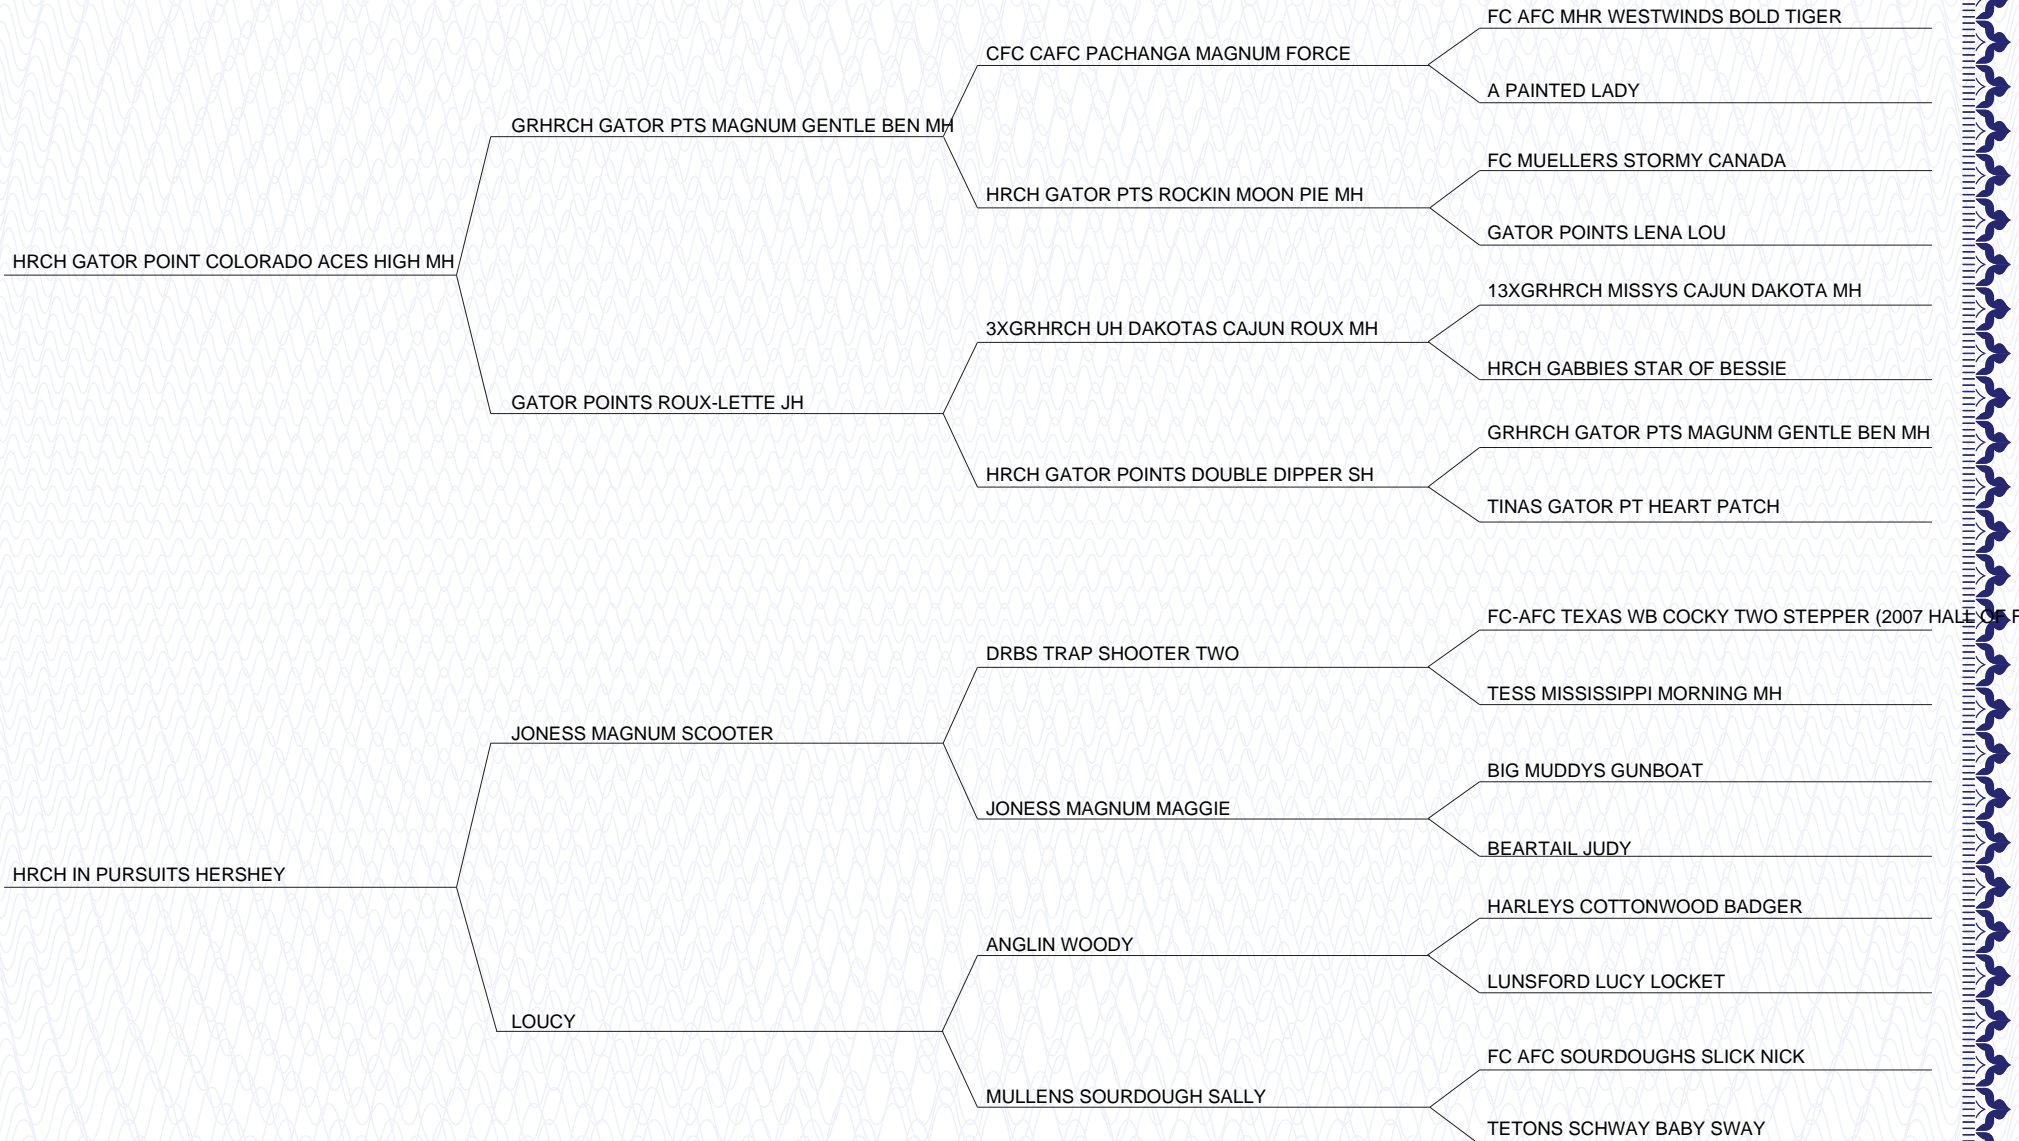 FC AFC MHR WESTWINDS BOLD TIGER
CFC CAFC PACHANGA MAGNUM FORCE
A PAINTED LADY
GRHRCH GATOR PTS MAGNUM GENTLE BEN MH
FC MUELLERS STORMY CANADA
HRCH GATOR PTS ROCKIN MOON PIE MH
GATOR POINTS LENA LOU
HRCH GATOR POINT COLORADO ACES HIGH MH
13XGRHRCH MISSYS CAJUN DAKOTA MH
3XGRHRCH UH DAKOTAS CAJUN ROUX MH
HRCH GABBIES STAR OF BESSIE
GATOR POINTS ROUX-LETTE JH
GRHRCH GATOR PTS MAGUNM GENTLE BEN MH
HRCH GATOR POINTS DOUBLE DIPPER SH
TINAS GATOR PT HEART PATCH
FC-AFC TEXAS WB COCKY TWO STEPPER (2007 HALL OF F
DRBS TRAP SHOOTER TWO
TESS MISSISSIPPI MORNING MH
JONESS MAGNUM SCOOTER
BIG MUDDYS GUNBOAT
JONESS MAGNUM MAGGIE
BEARTAIL JUDY
HRCH IN PURSUITS HERSHEY
HARLEYS COTTONWOOD BADGER
ANGLIN WOODY
LUNSFORD LUCY LOCKET
LOUCY
FC AFC SOURDOUGHS SLICK NICK
MULLENS SOURDOUGH SALLY
TETONS SCHWAY BABY SWAY